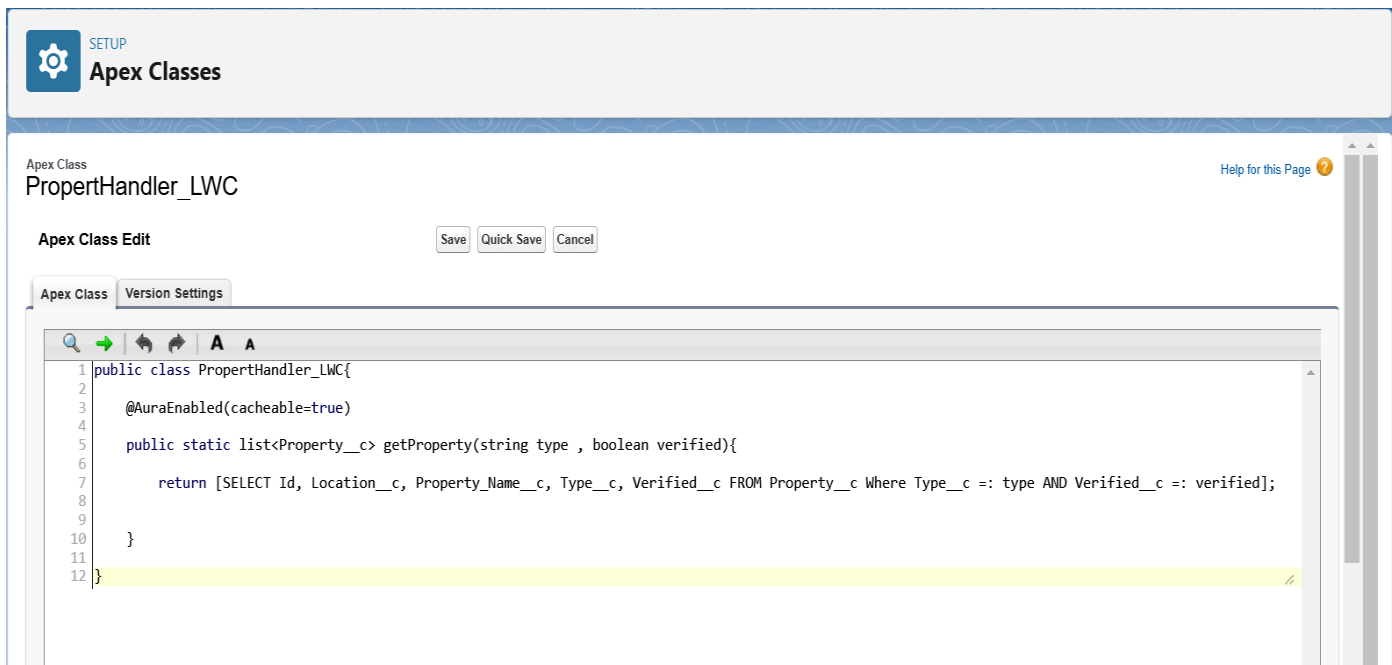 SETUP
Apex Classes
Apex Class
PropertHandler_LWC
Help for this Page ?
Apex Class Edit
Save Quick Save Cancel
Apex Class Version Settings
A A
1 public class PropertHandler_LWC{
2
3 @AuraEnabled(cacheable=true)
4
5 public static list<Property__c> getProperty(string type , boolean verified){
6
7 return [SELECT Id, Location__c, Property_Name__c, Type__c, Verified__c FROM Property__c Where Type__c =: type AND Verified__c =: verified];
8
9
10 }
11
12 }